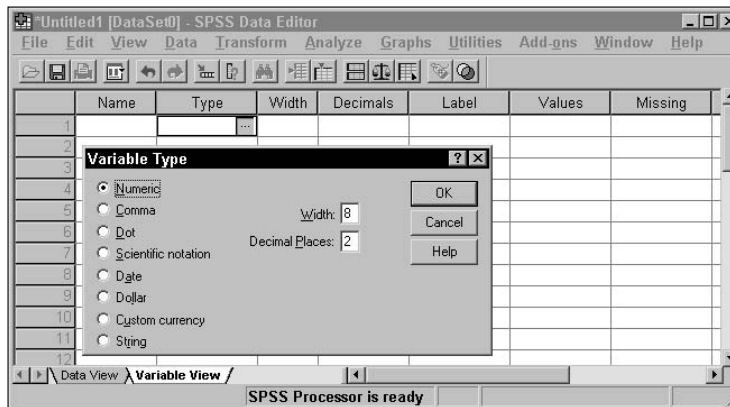 *Untitled1 [DataSet0] - SPSS Data Editor
File Edit View Data Transform Analyze Graphs Utilities Add-ons Window Help
Name Type Width Decimals Label Values Missing
1
2
3
4
5
6
7
8
9
10
11
12
Variable Type
Numeric
Comma
Dot
Scientific notation
Date
Dollar
Custom currency
String
Width: 8
Decimal Places: 2
OK
Cancel
Help
Data View Variable View
SPSS Processor is ready